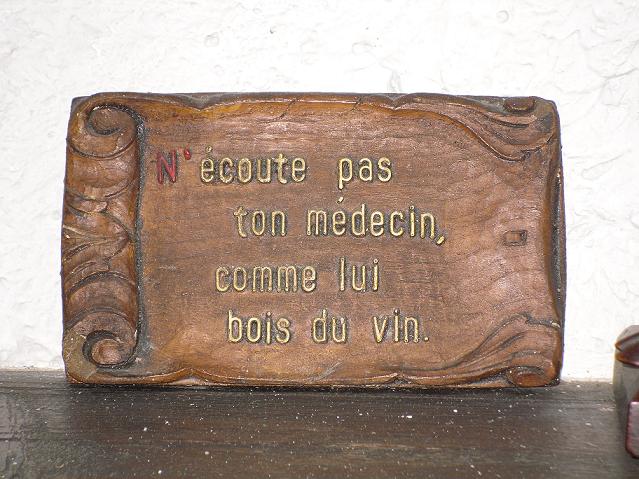 N'écoute pas
ton médecin,
comme lui
bois du vin.